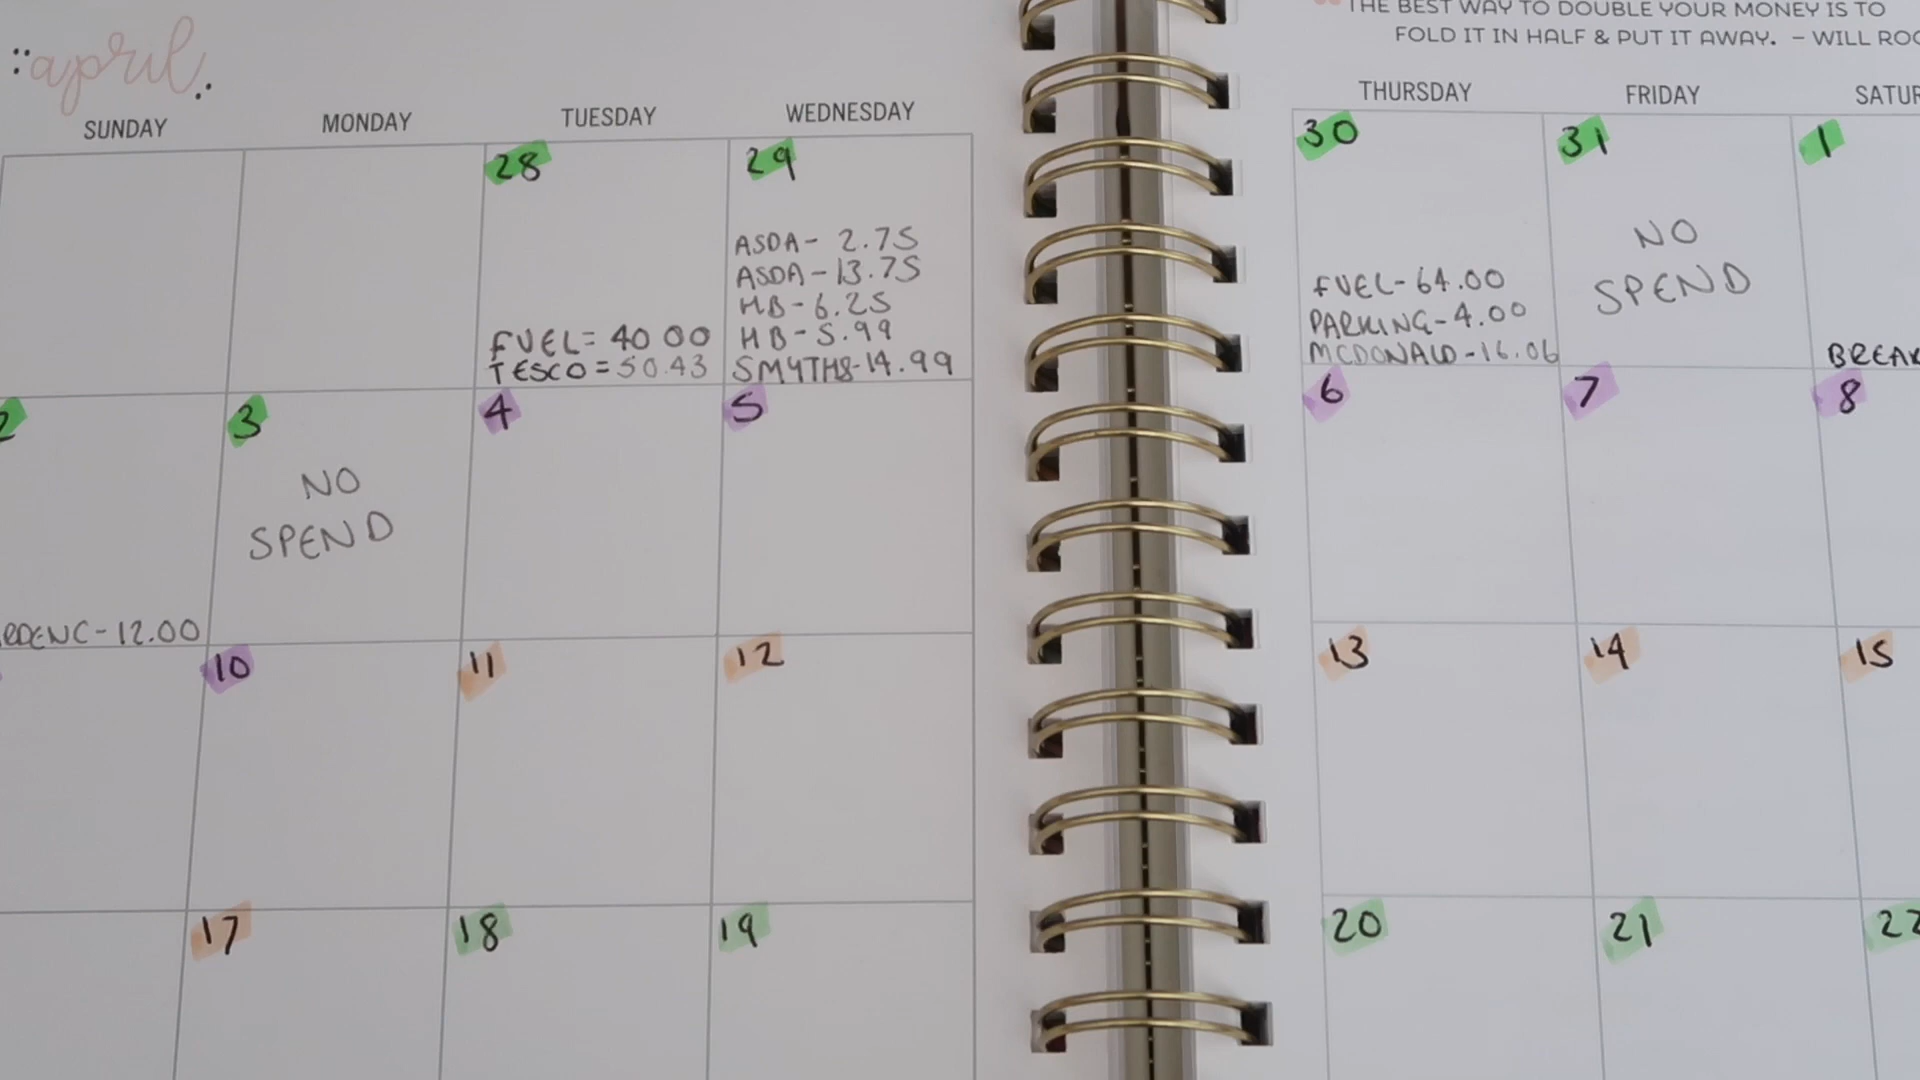 april
THE BEST WAY TO DOUBLE YOUR MONEY IS TO
FOLD IT IN HALF & PUT IT AWAY. - WILL
SUNDAY MONDAY TUESDAY WEDNESDAY THURSDAY FRIDAY
28
FUEL= 40 00
TESCO=50.43
29
ASDA- 2.75
ASDA-13.75
HB-6.25
HB-5.99
SMYTHS-14.99
30
FUEL-64.00
PARKING-4.00
MCDONALD-16.06
31
NO
SPEND
1
2
-12.00
3
NO
SPEND
4
5
6
7
8
10
11
12
13
14
15
17
18
19
20
21
22